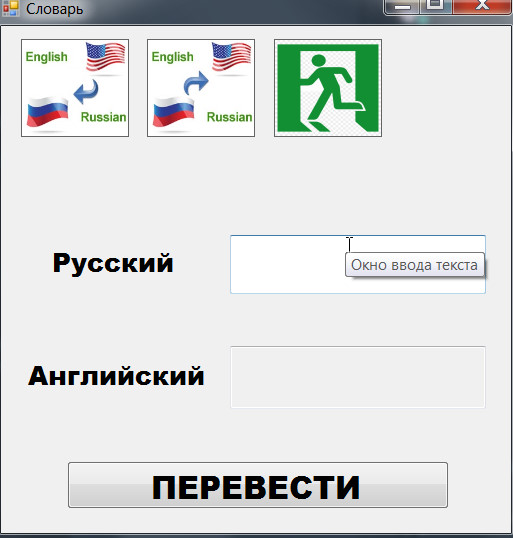 Словарь
English
Russian
English
Russian
Русский
Окно ввода текста
Английский
ПЕРЕВЕСТИ